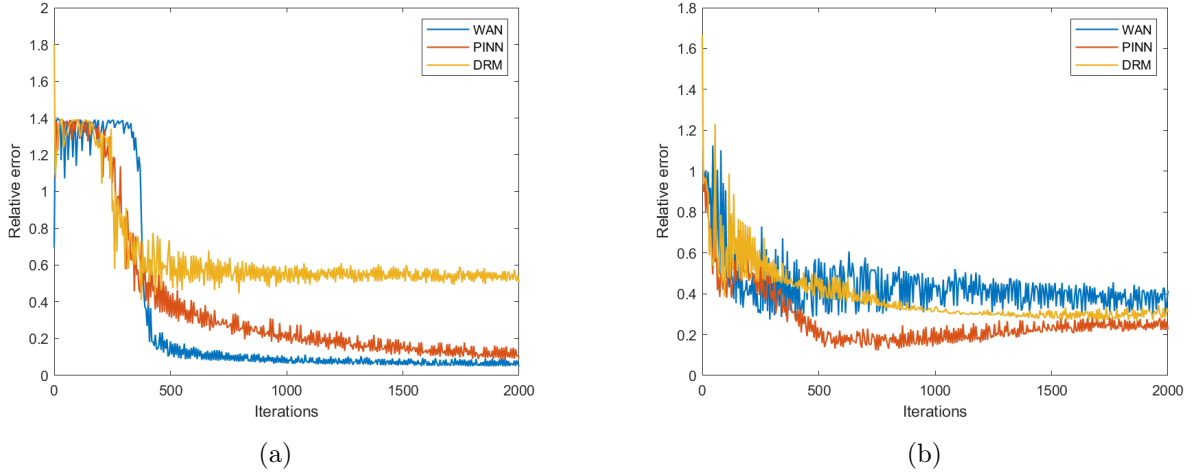 2
1.8
1.6
1.4
1.2
1
0.8
0.6
0.4
0.2
0
Relative error
WAN
PINN
DRM
0 500 1000 1500 2000
Iterations
(a)
1.8
1.6
1.4
1.2
1
0.8
0.6
0.4
0.2
0
Relative error
WAN
PINN
DRM
0 500 1000 1500 2000
Iterations
(b)